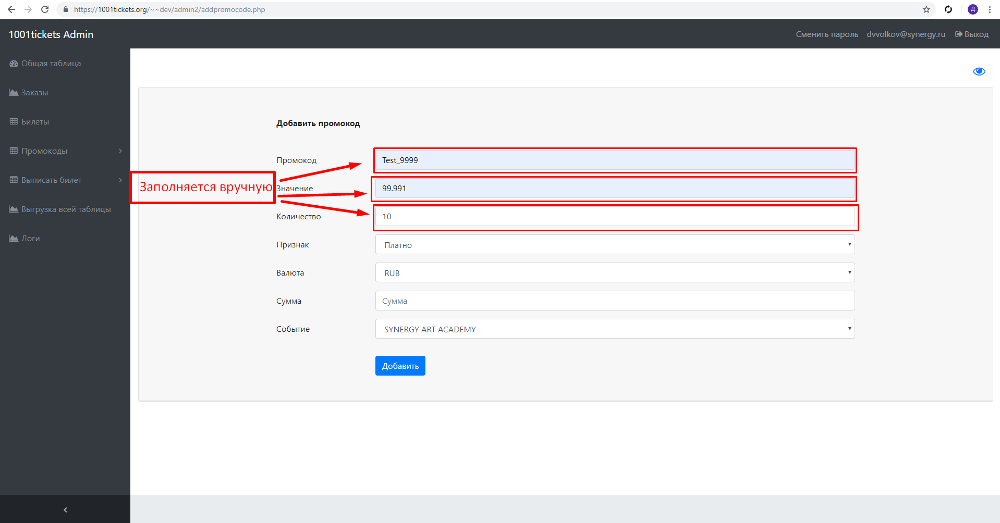 https://1001tickets.org/~~dev/admin2/addpromocode.php
Д
1001tickets Admin
Сменить пароль dvvolkov@synergy.ru Выход
Общая таблица
Заказы
Билеты
Промокоды
Выписать билет
Выгрузка всей таблицы
Логи
Добавить промокод
Промокод Test_9999
Заполняется вручную
Значение 99.991
Количество 10
Признак Платно
Валюта RUB
Сумма Сумма
Событие SYNERGY ART ACADEMY
Добавить